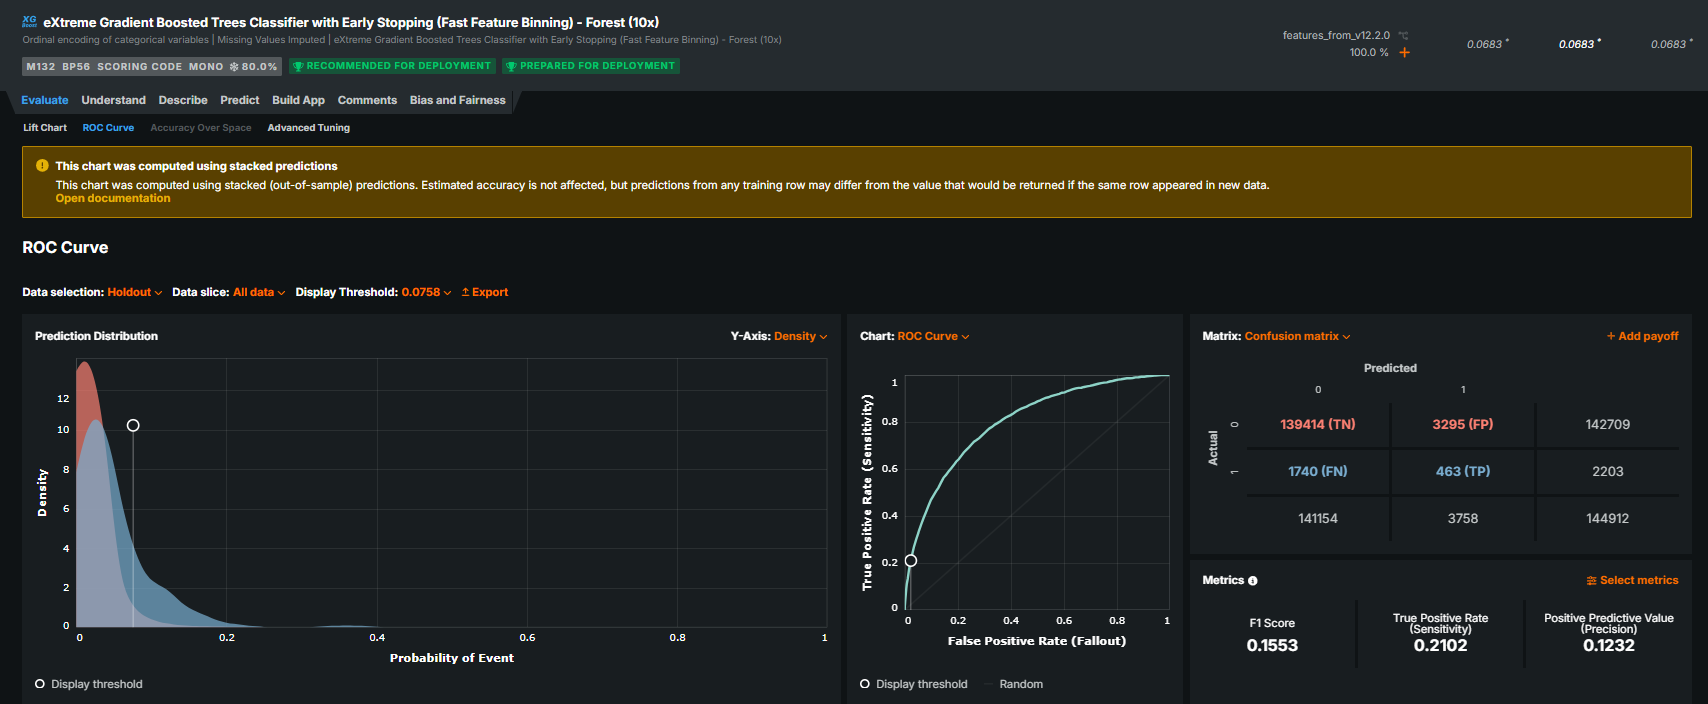 XG Boost eXtreme Gradient Boosted Trees Classifier with Early Stopping (Fast Feature Binning) - Forest (10x)
Ordinal encoding of categorical variables | Missing Values Imputed | eXtreme Gradient Boosted Trees Classifier with Early Stopping (Fast Feature Binning) - Forest (10x)
features_from_v12.2.0
100.0 % +
0.0683 * 0.0683 * 0.0683 *
M132 BP56 SCORING CODE MONO 80.0% RECOMMENDED FOR DEPLOYMENT PREPARED FOR DEPLOYMENT
Evaluate Understand Describe Predict Build App Comments Bias and Fairness
Lift Chart ROC Curve Accuracy Over Space Advanced Tuning
! This chart was computed using stacked predictions
This chart was computed using stacked (out-of-sample) predictions. Estimated accuracy is not affected, but predictions from any training row may differ from the value that would be returned if the same row appeared in new data.
Open documentation
ROC Curve
Data selection: Holdout Data slice: All data Display Threshold: 0.0758 Export
Prediction Distribution Y-Axis: Density
12
10
8
6
4
2
0
Density
0 0.2 0.4 0.6 0.8 1
Probability of Event
Display threshold
Chart: ROC Curve
1
0.8
0.6
0.4
0.2
0
True Positive Rate (Sensitivity)
0 0.2 0.4 0.6 0.8 1
False Positive Rate (Fallout)
Display threshold Random
Matrix: Confusion matrix + Add payoff
Predicted
0 1
Actual
0 139414 (TN) 3295 (FP) 142709
1 1740 (FN) 463 (TP) 2203
141154 3758 144912
Metrics i Select metrics
F1 Score
0.1553
True Positive Rate
(Sensitivity)
0.2102
Positive Predictive Value
(Precision)
0.1232